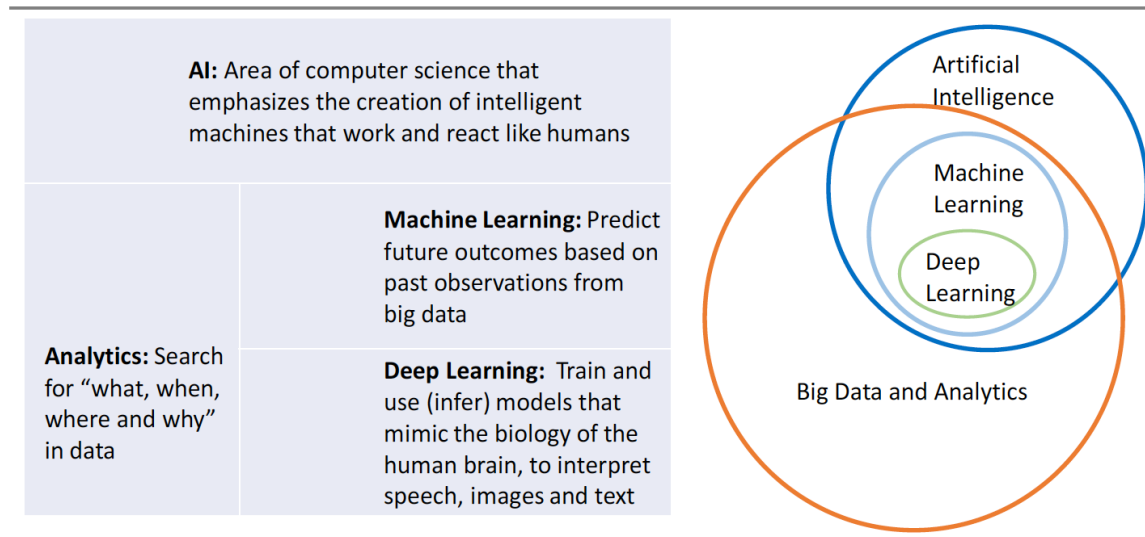 AI: Area of computer science that
emphasizes the creation of intelligent
machines that work and react like humans
Machine Learning: Predict
future outcomes based on
past observations from
big data
Analytics: Search
for “what, when,
where and why”
in data
Deep Learning: Train and
use (infer) models that
mimic the biology of the
human brain, to interpret
speech, images and text
Artificial
Intelligence
Machine
Learning
Deep
Learning
Big Data and Analytics